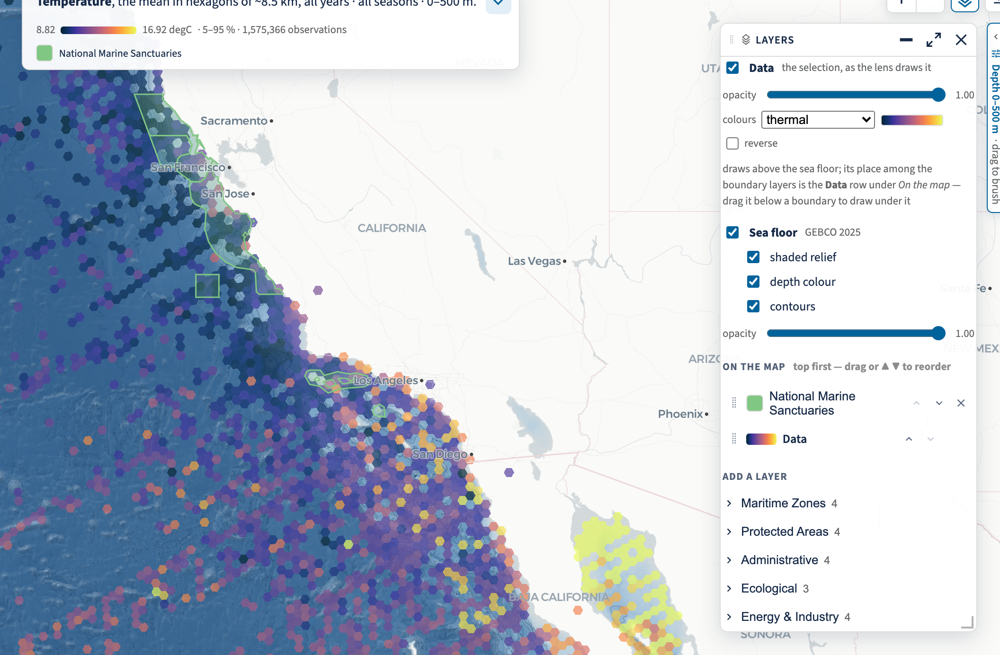 Temperature, the mean in hexagons of ~8.5 km, all years · all seasons · 0–500 m.
8.82 16.92 degC · 5–95 % · 1,575,366 observations
National Marine Sanctuaries
NEVADA
Sacramento
San Francisco
San Jose
CALIFORNIA
Las Vegas
Los Angeles
San Diego
Phoenix
BAJA CALIFORNIA
SONORA
Santa Fe
LAYERS
Data the selection, as the lens draws it
opacity 1.00
colours thermal
reverse
draws above the sea floor; its place among the
boundary layers is the Data row under On the map —
drag it below a boundary to draw under it
Sea floor GEBCO 2025
shaded relief
depth colour
contours
opacity 1.00
ON THE MAP top first — drag or ▲ ▼ to reorder
National Marine
Sanctuaries
Data
ADD A LAYER
Maritime Zones 4
Protected Areas 4
Administrative 4
Ecological 3
Energy & Industry 4
Depth 0–500 m · drag to brush